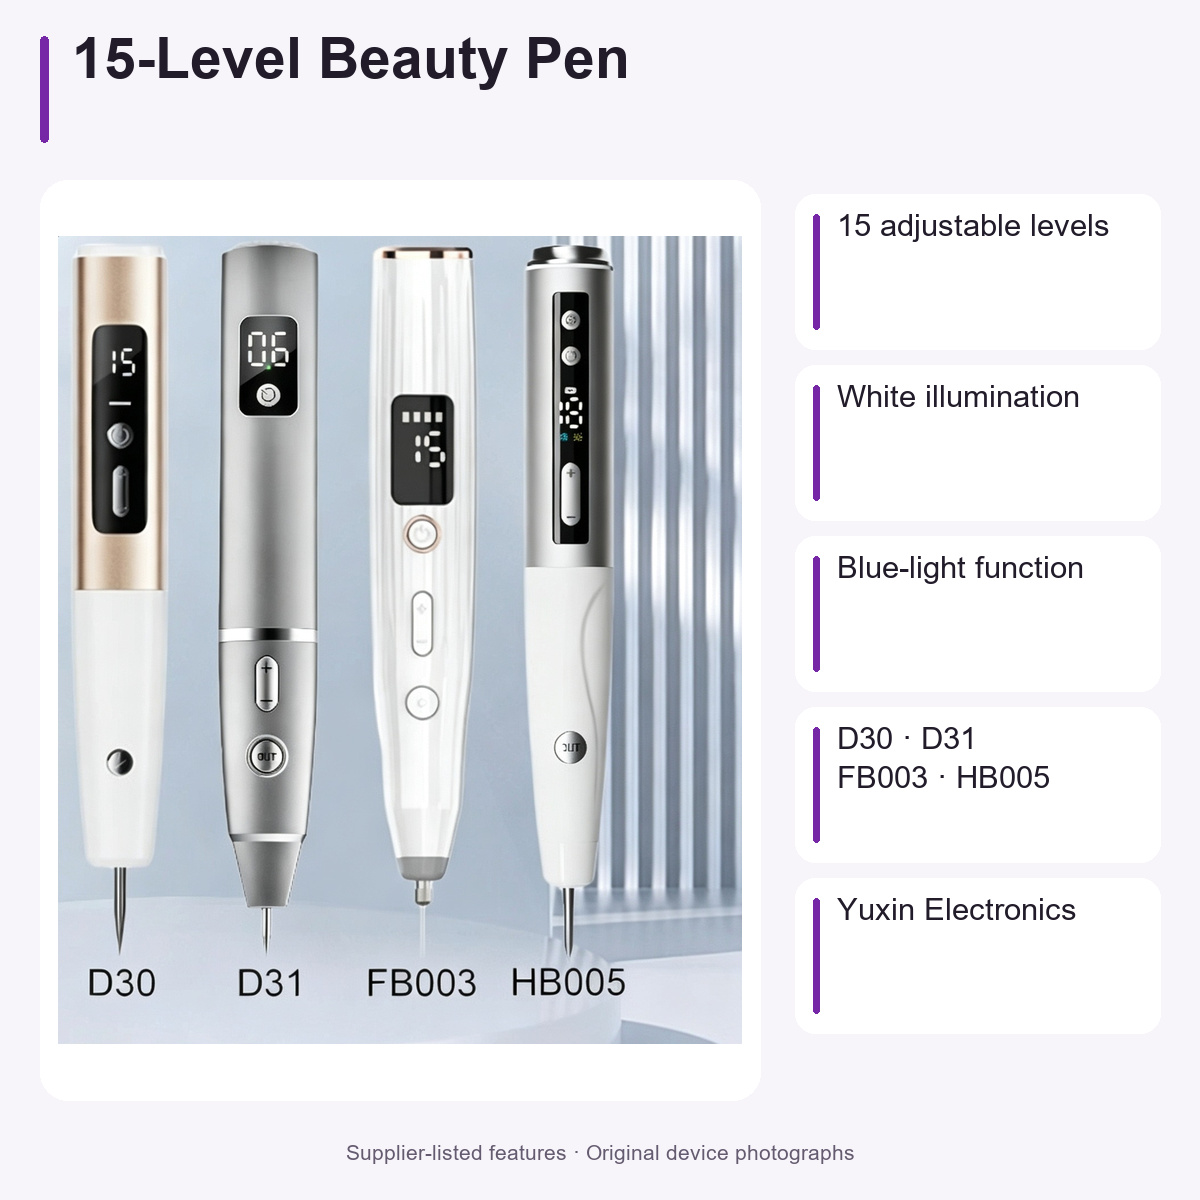 15-Level Beauty Pen
15 adjustable levels
White illumination
Blue-light function
D30 · D31
FB003 · HB005
Yuxin Electronics
15
06
15
OUT
OUT
D30 D31 FB003 HB005
Supplier-listed features · Original device photographs